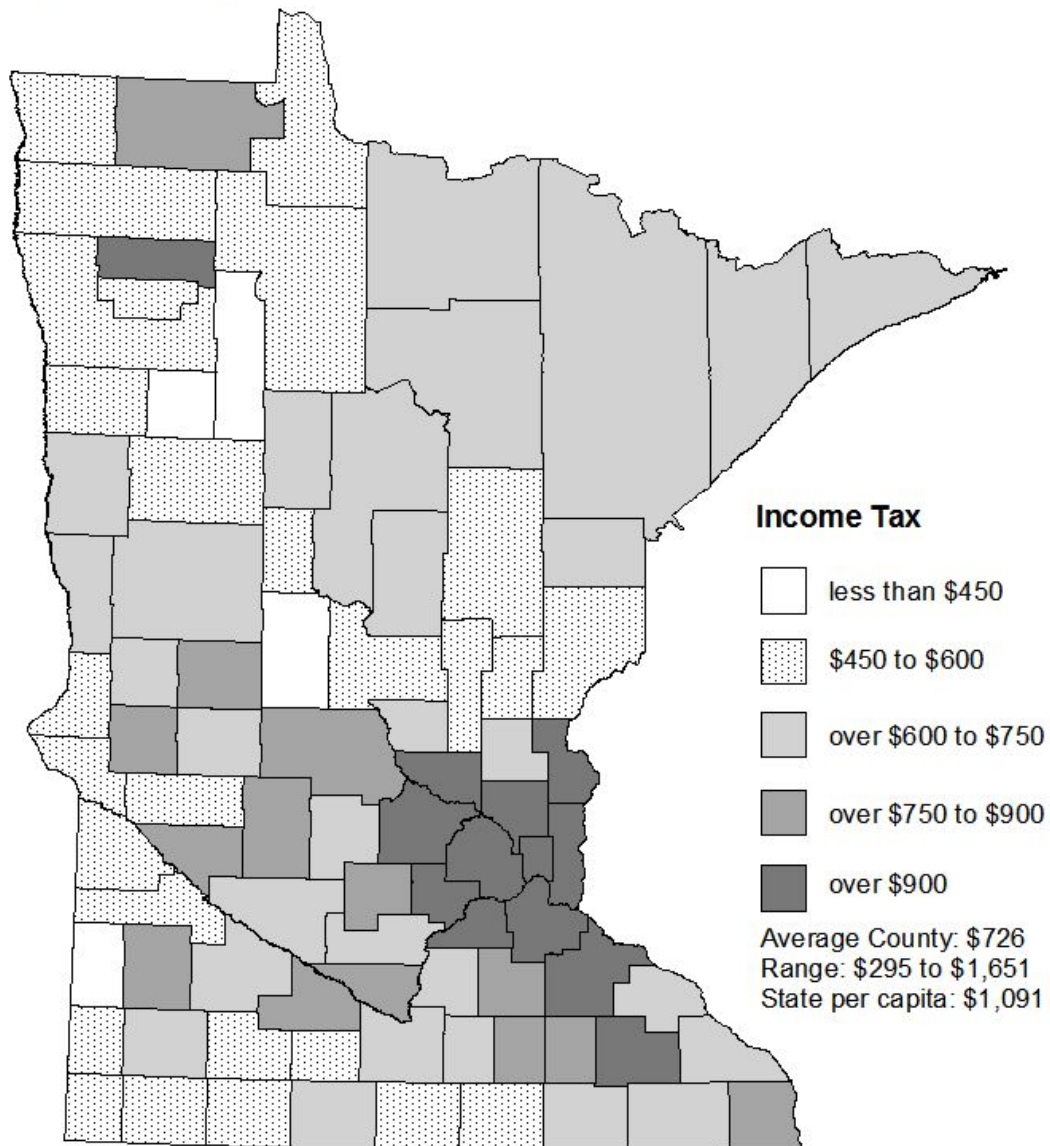 Income Tax
less than $450
$450 to $600
over $600 to $750
over $750 to $900
over $900
Average County: $726
Range: $295 to $1,651
State per capita: $1,091